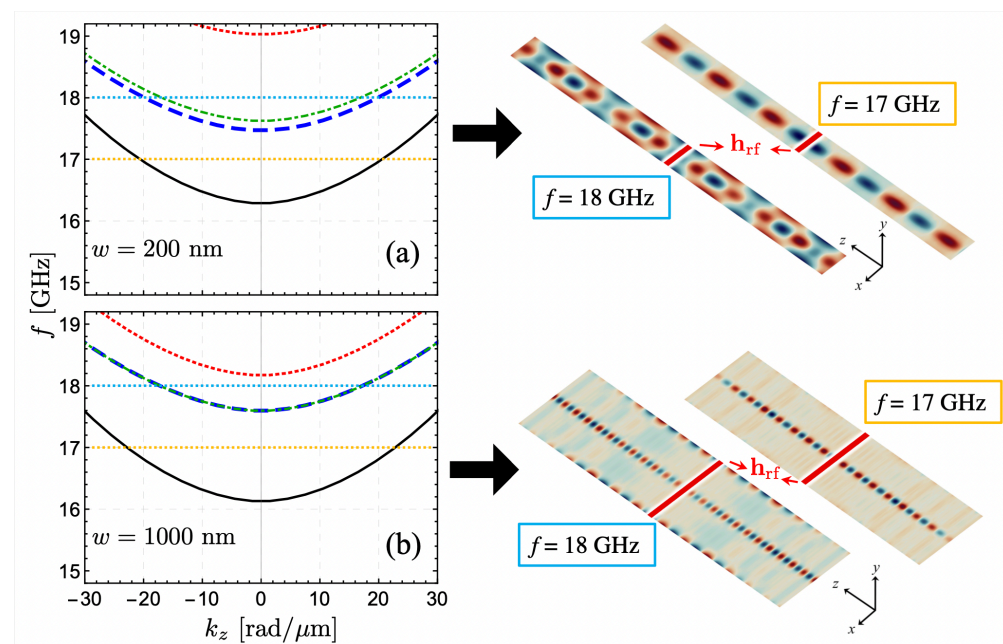 19
18
17
16
15
w = 200 nm
(a)
f = 17 GHz
h_rf
f = 18 GHz
z
y
x
f [GHz]
19
18
17
16
15
w = 1000 nm
(b)
−30
−20
−10
0
10
20
30
k_z [rad/μm]
f = 17 GHz
h_rf
f = 18 GHz
z
y
x